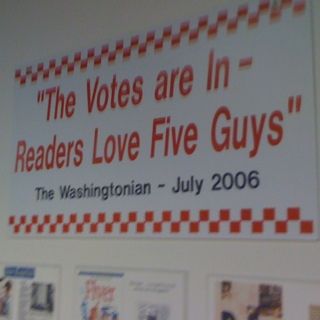 "The Votes are In -
Readers Love Five Guys"
The Washingtonian - July 2006